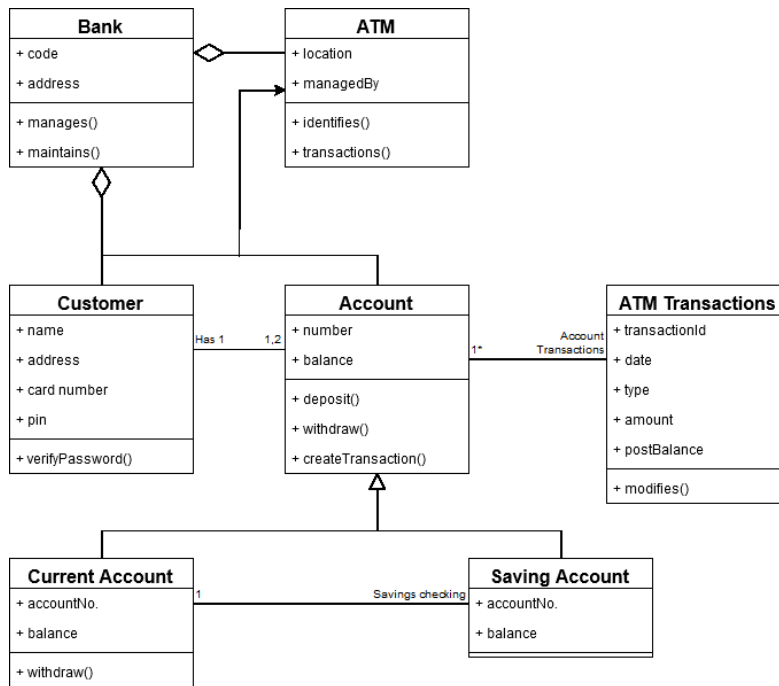 Bank
+ code
+ address
+ manages()
+ maintains()
ATM
+ location
+ managedBy
+ identifies()
+ transactions()
Customer
+ name
+ address
+ card number
+ pin
+ verifyPassword()
Has 1
1,2
Account
+ number
+ balance
+ deposit()
+ withdraw()
+ createTransaction()
1*
Account
Transactions
ATM Transactions
+ transactionId
+ date
+ type
+ amount
+ postBalance
+ modifies()
Current Account
+ accountNo.
+ balance
+ withdraw()
1
Savings checking
Saving Account
+ accountNo.
+ balance